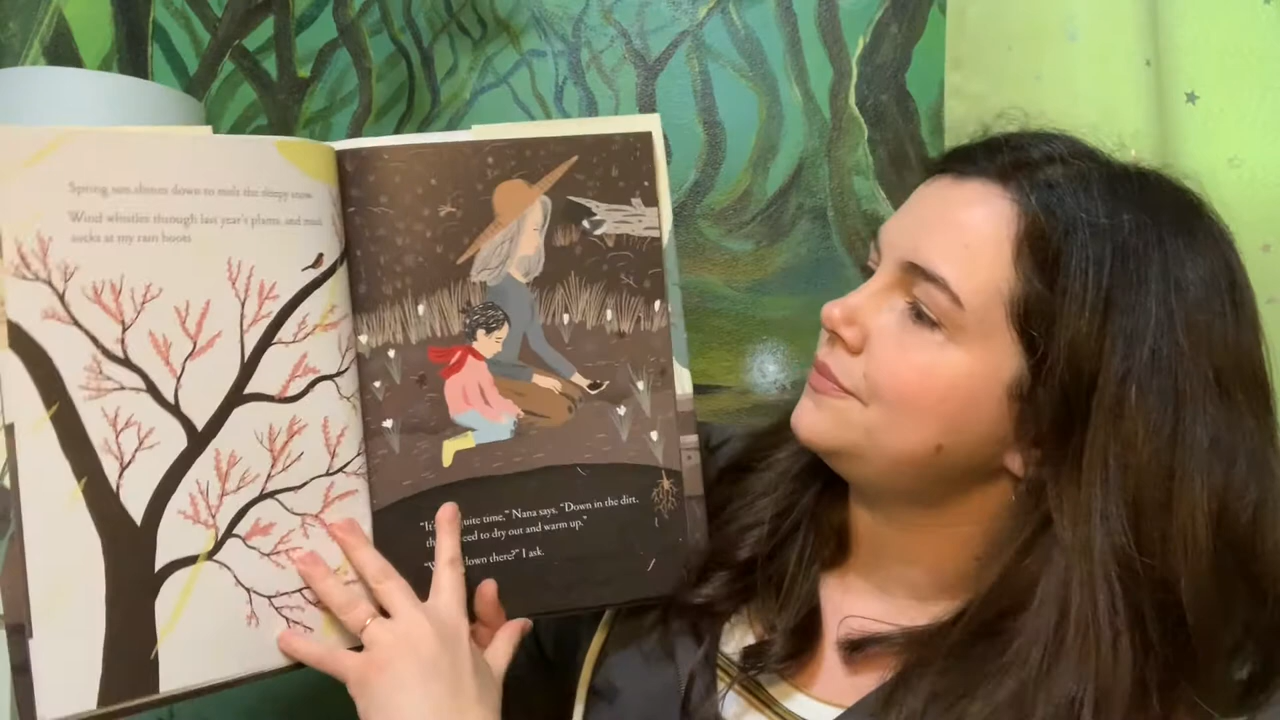 Spring sun shines down to melt the sleepy snow.
Wind whistles through last year's plants, and mud
sucks at my rain boots.
"It's quite time," Nana says. "Down in the dirt,
need to dry out and warm up."
down there?" I ask.